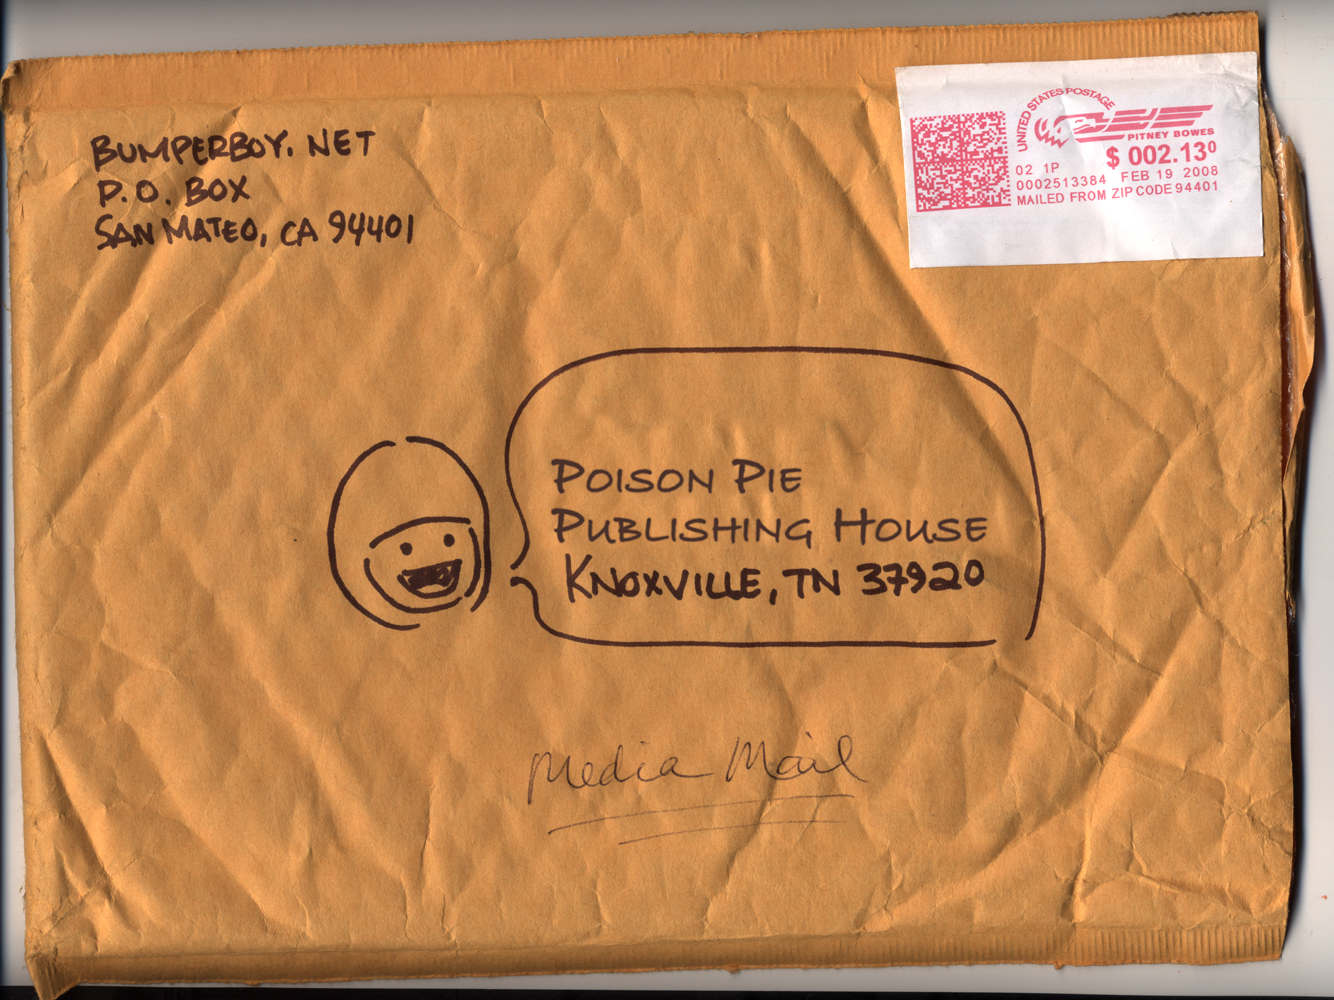 BUMPERBOY. NET
P.O. BOX
SAN MATEO, CA 94401
UNITED STATES POSTAGE
PITNEY BOWES
$ 002.13⁰
02 1P
0002513384 FEB 19 2008
MAILED FROM ZIP CODE 94401
POISON PIE
PUBLISHING HOUSE
KNOXVILLE, TN 37920
Media Mail